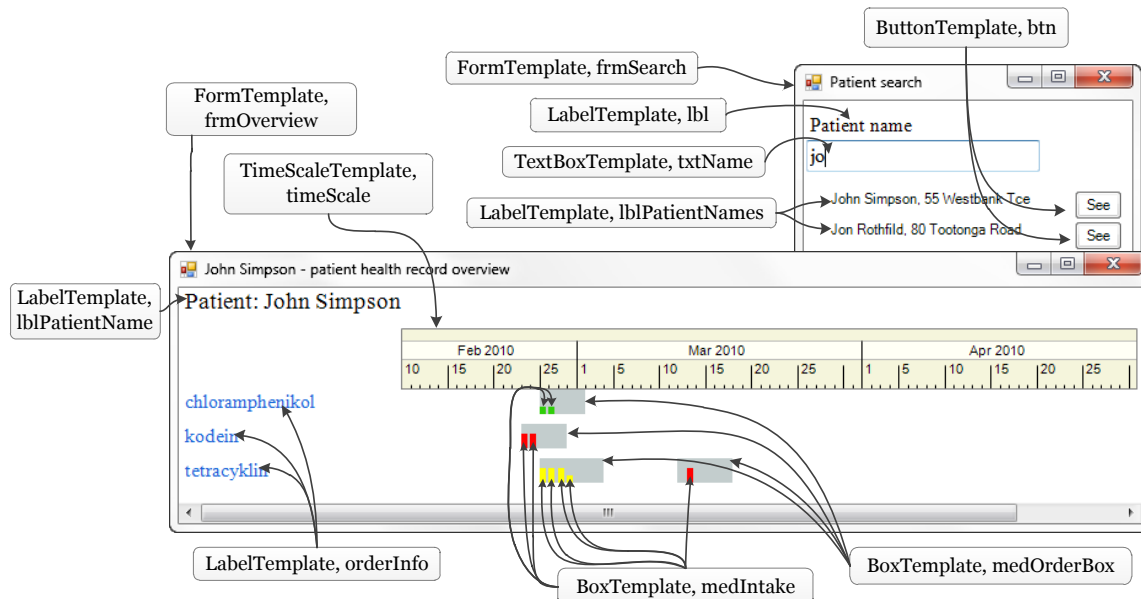 ButtonTemplate, btn
FormTemplate, frmSearch
Patient search
FormTemplate,
frmOverview
LabelTemplate, lbl
Patient name
TextBoxTemplate, txtName
jo
TimeScaleTemplate,
timeScale
LabelTemplate, lblPatientNames
John Simpson, 55 Westbank Tce
See
Jon Rothfild, 80 Tootonga Road
See
John Simpson - patient health record overview
LabelTemplate,
lblPatientName
Patient: John Simpson
Feb 2010 Mar 2010 Apr 2010
10 15 20 25 1 5 10 15 20 25 1 5 10 15 20 25
chloramphenikol
kodein
tetracyklin
LabelTemplate, orderInfo
BoxTemplate, medIntake
BoxTemplate, medOrderBox